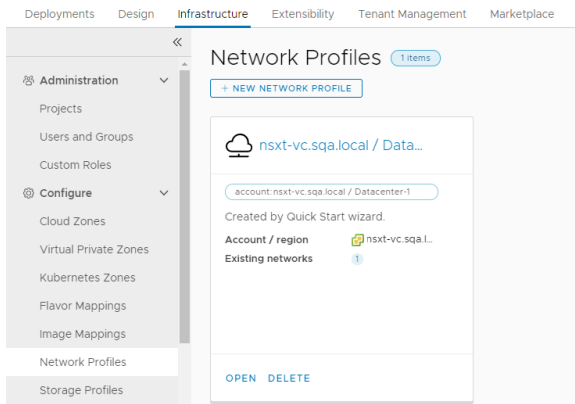 Deployments Design Infrastructure Extensibility Tenant Management Marketplace
«
Administration
Projects
Users and Groups
Custom Roles
Configure
Cloud Zones
Virtual Private Zones
Kubernetes Zones
Flavor Mappings
Image Mappings
Network Profiles
Storage Profiles
Network Profiles 1 items
+ NEW NETWORK PROFILE
nsxt-vc.sqa.local / Data...
account:nsxt-vc.sqa.local / Datacenter-1
Created by Quick Start wizard.
Account / region nsxt-vc.sqa.l...
Existing networks 1
OPEN DELETE